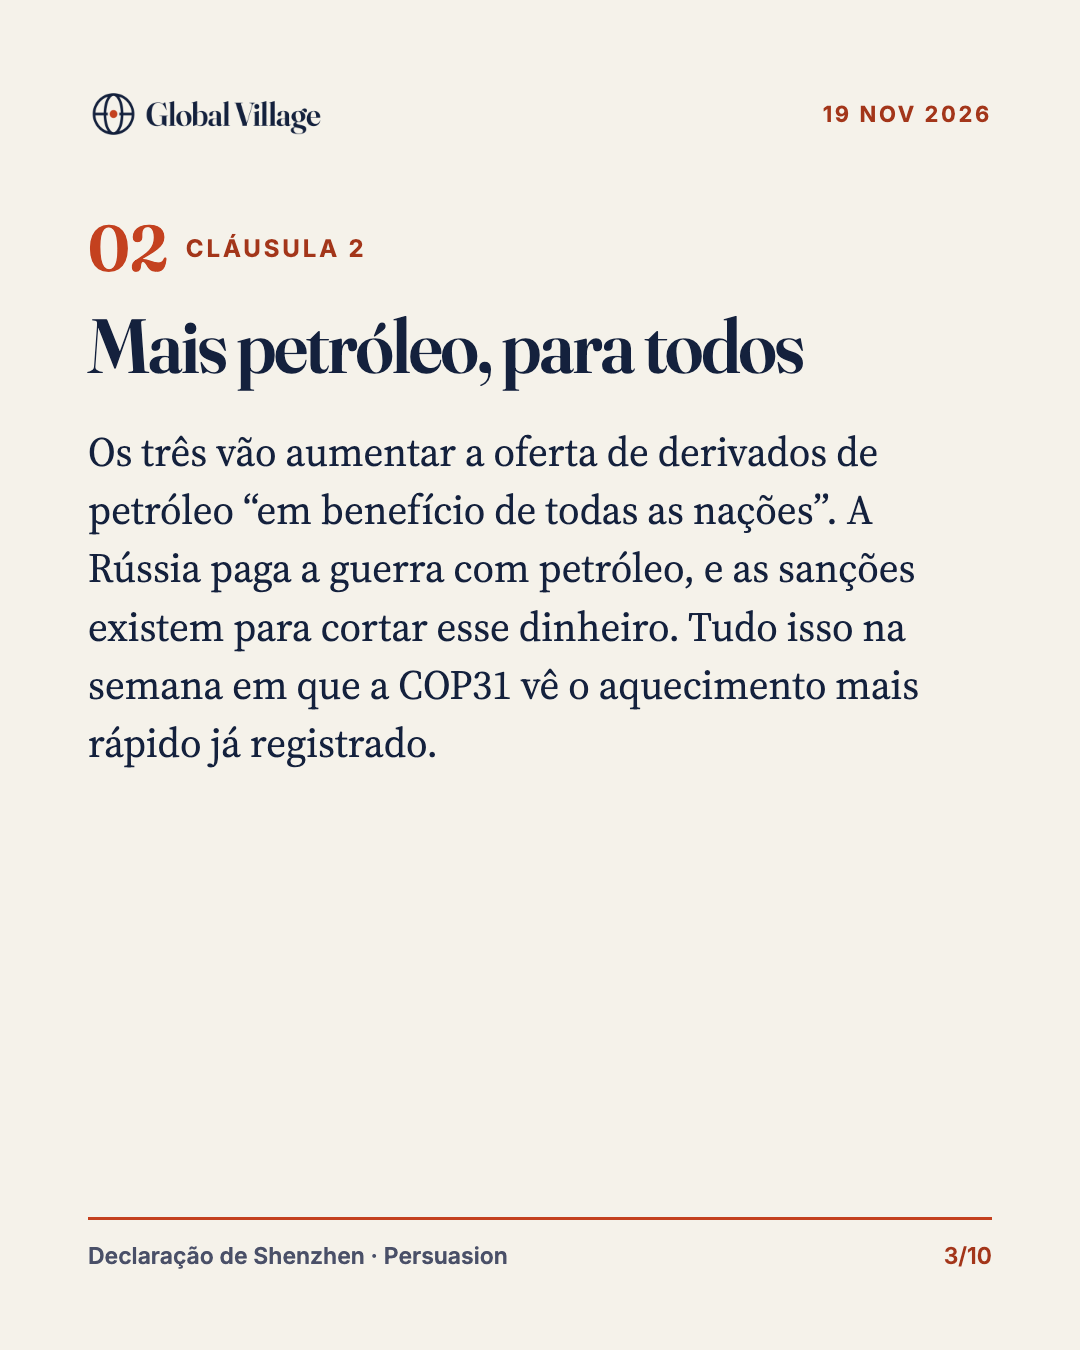 Global Village
19 NOV 2026
02 CLÁUSULA 2
Mais petróleo, para todos
Os três vão aumentar a oferta de derivados de
petróleo “em benefício de todas as nações”. A
Rússia paga a guerra com petróleo, e as sanções
existem para cortar esse dinheiro. Tudo isso na
semana em que a COP31 vê o aquecimento mais
rápido já registrado.
Declaração de Shenzhen · Persuasion
3/10